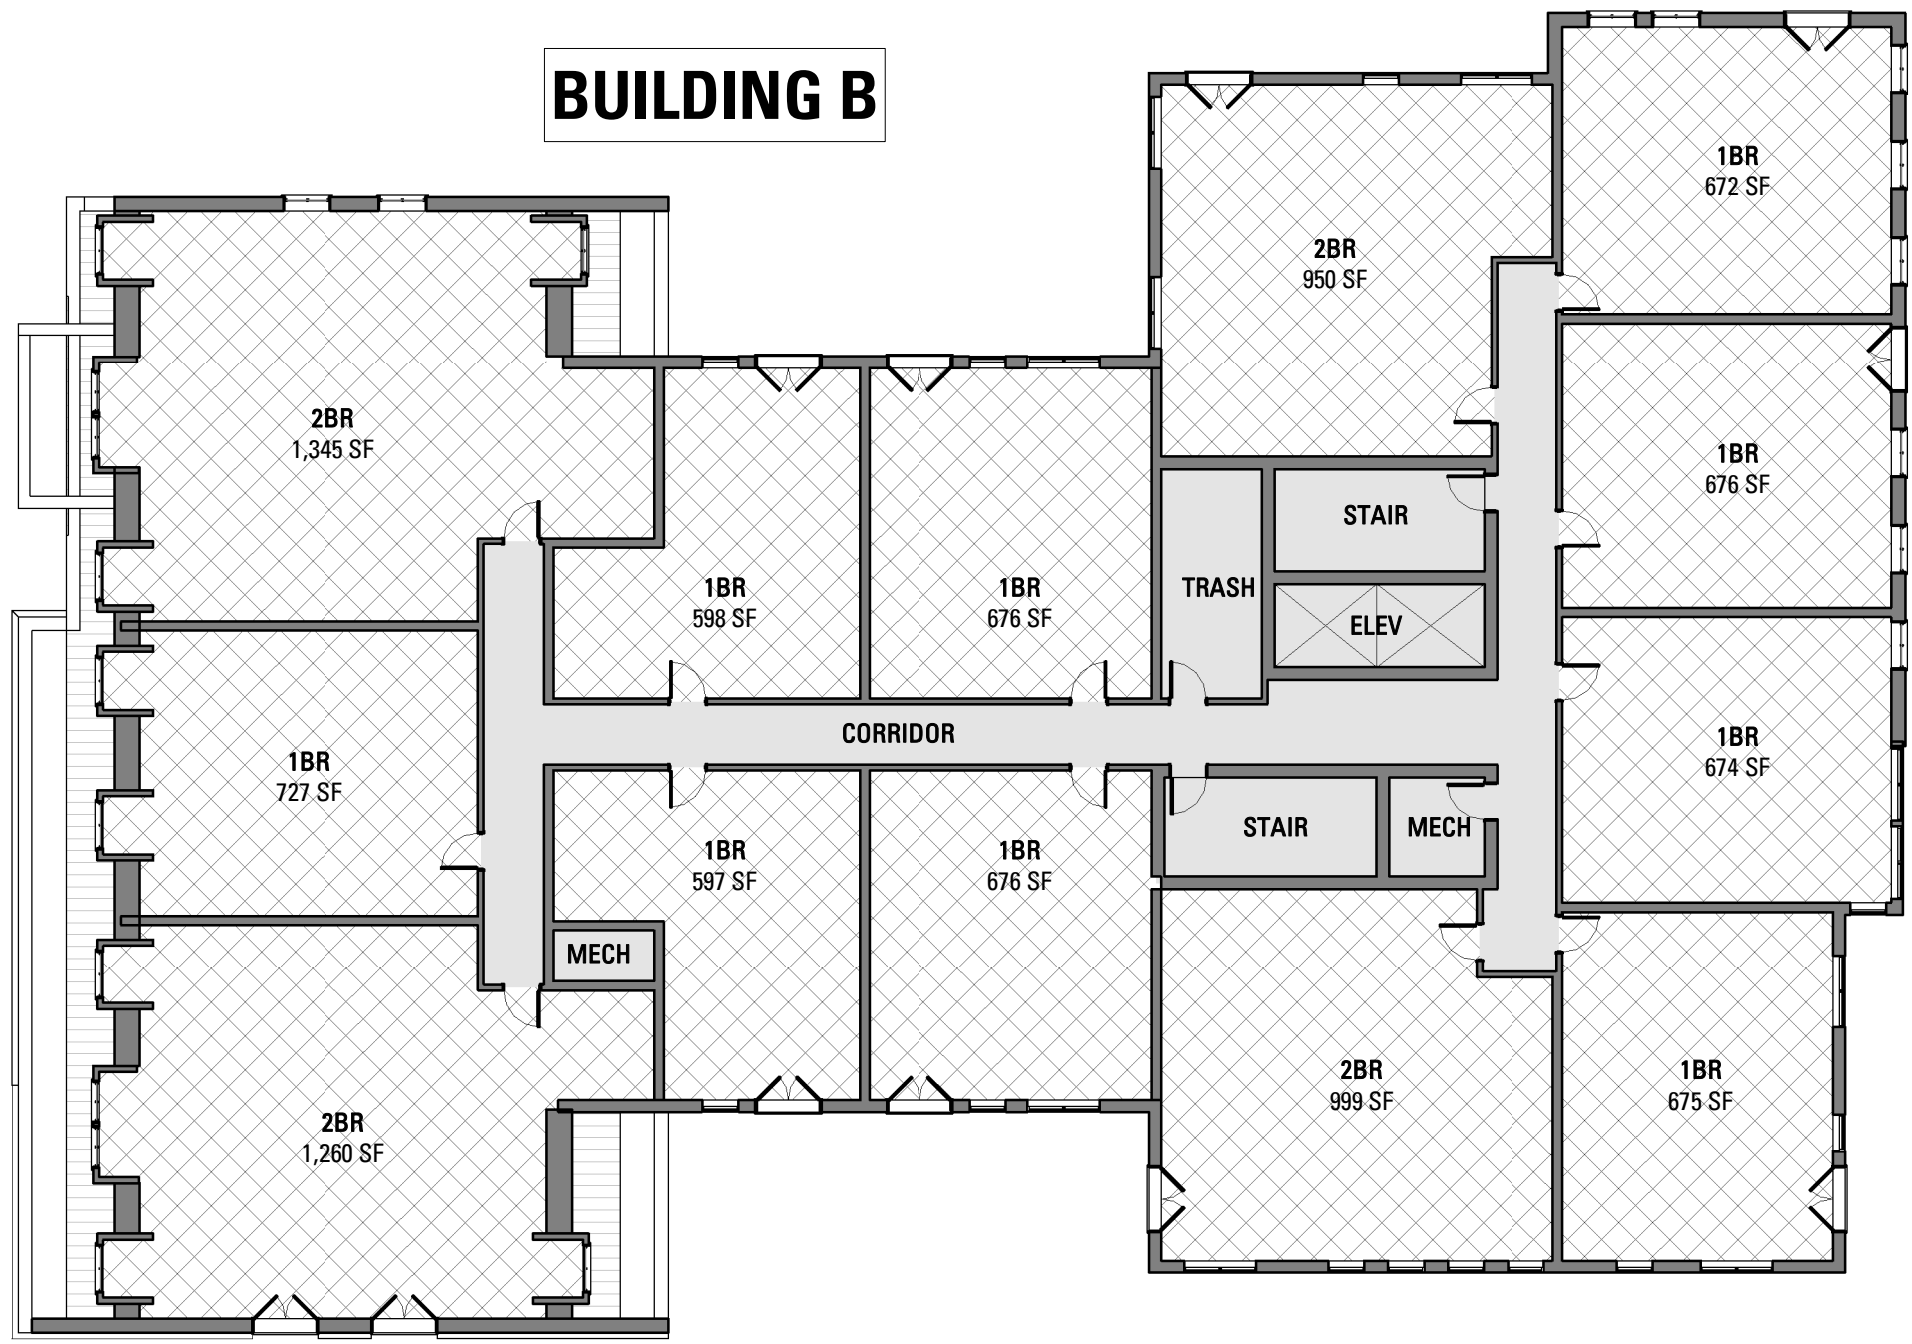 BUILDING B
1BR
672 SF
2BR
950 SF
2BR
1,345 SF
1BR
676 SF
STAIR
1BR
598 SF
1BR
676 SF
TRASH
ELEV
CORRIDOR
1BR
674 SF
1BR
727 SF
1BR
597 SF
1BR
676 SF
STAIR
MECH
MECH
2BR
1,260 SF
2BR
999 SF
1BR
675 SF